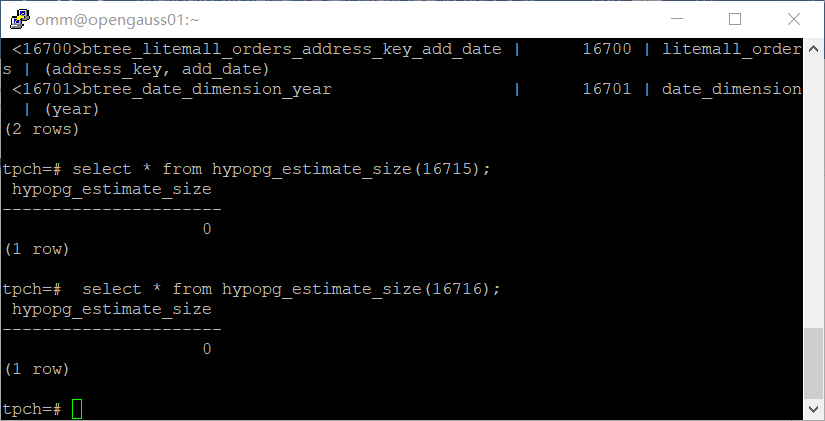 omm@opengauss01:~
 <16700>btree_litemall_orders_address_key_add_date |      16700 | litemall_order
s | (address_key, add_date)
 <16701>btree_date_dimension_year                  |      16701 | date_dimension
  | (year)
(2 rows)
tpch=# select * from hypopg_estimate_size(16715);
 hypopg_estimate_size
----------------------
                    0
(1 row)
tpch=#  select * from hypopg_estimate_size(16716);
 hypopg_estimate_size
----------------------
                    0
(1 row)
tpch=#